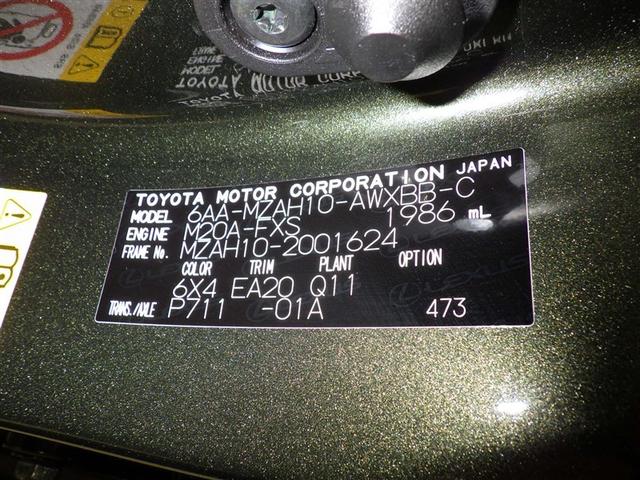 TOYOTA MOTOR CORPORATION JAPAN
MODEL 6AA-MZAH10-AWXBB-C
ENGINE M20A-FXS 1986 mL
FRAME No. MZAH10-2001624
COLOR TRIM PLANT OPTION
6X4 EA20 Q11
TRANS./AXLE P711 -01A 473
LEXUS